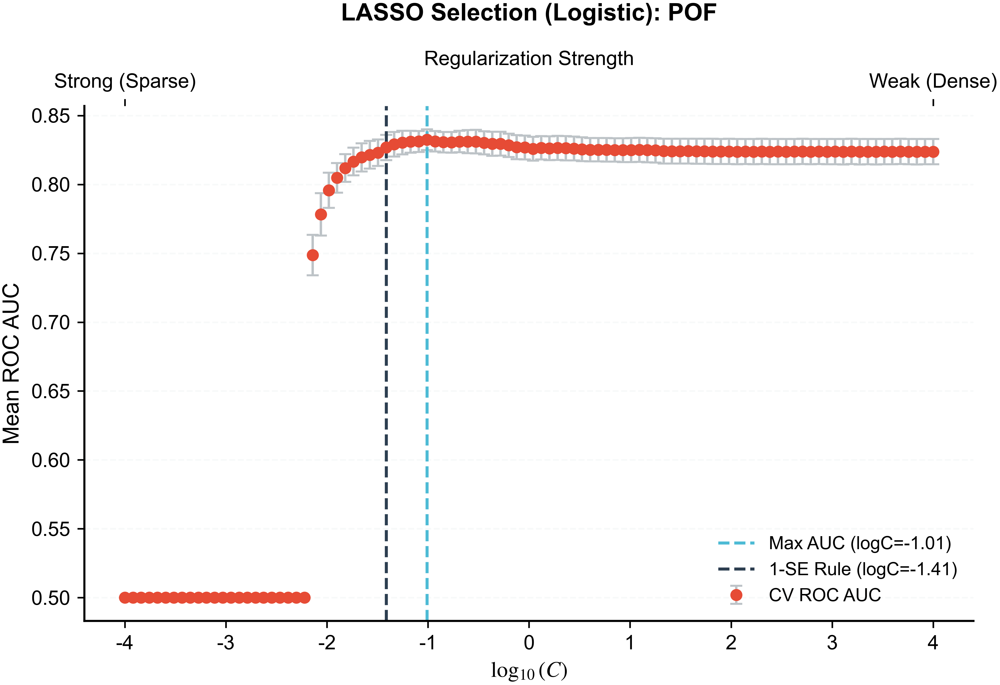 LASSO Selection (Logistic): POF
Regularization Strength
Strong (Sparse)
Weak (Dense)
0.85
0.80
0.75
0.70
0.65
0.60
0.55
0.50
Mean ROC AUC
Max AUC (logC=-1.01)
1-SE Rule (logC=-1.41)
CV ROC AUC
-4 -3 -2 -1 0 1 2 3 4
log₁₀(C)